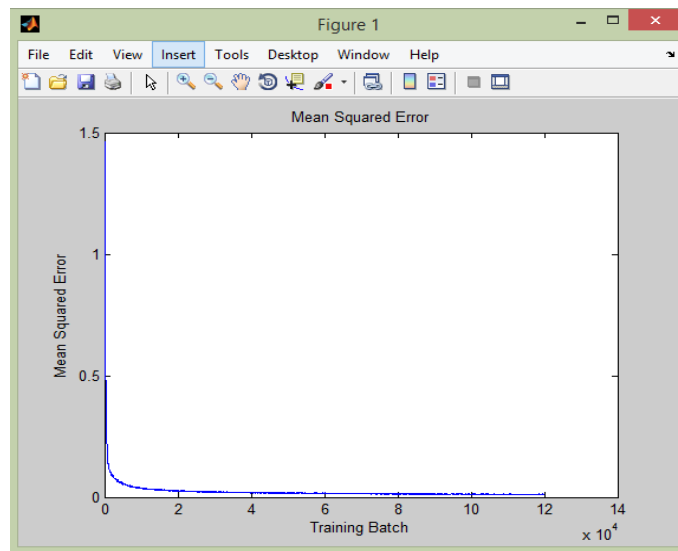 Figure 1
File Edit View Insert Tools Desktop Window Help
Mean Squared Error
1.5
1
0.5
0
Mean Squared Error
0 2 4 6 8 10 12 14
Training Batch
x 10^4